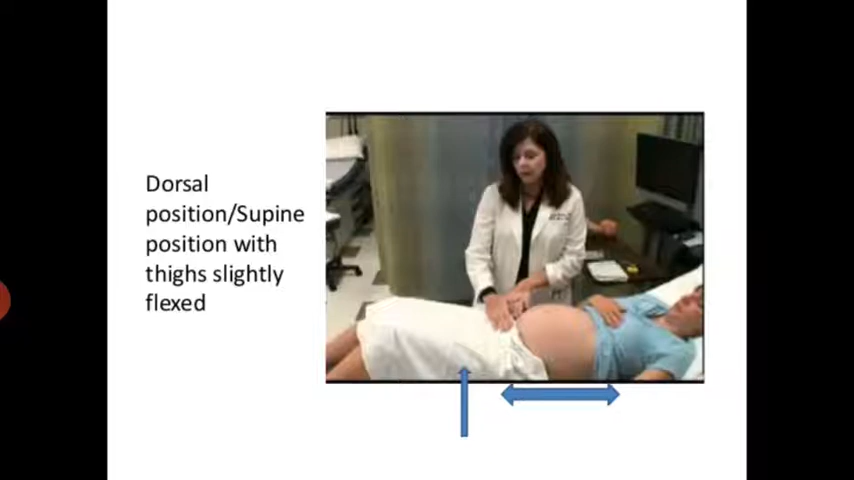 Dorsal
position/Supine
position with
thighs slightly
flexed